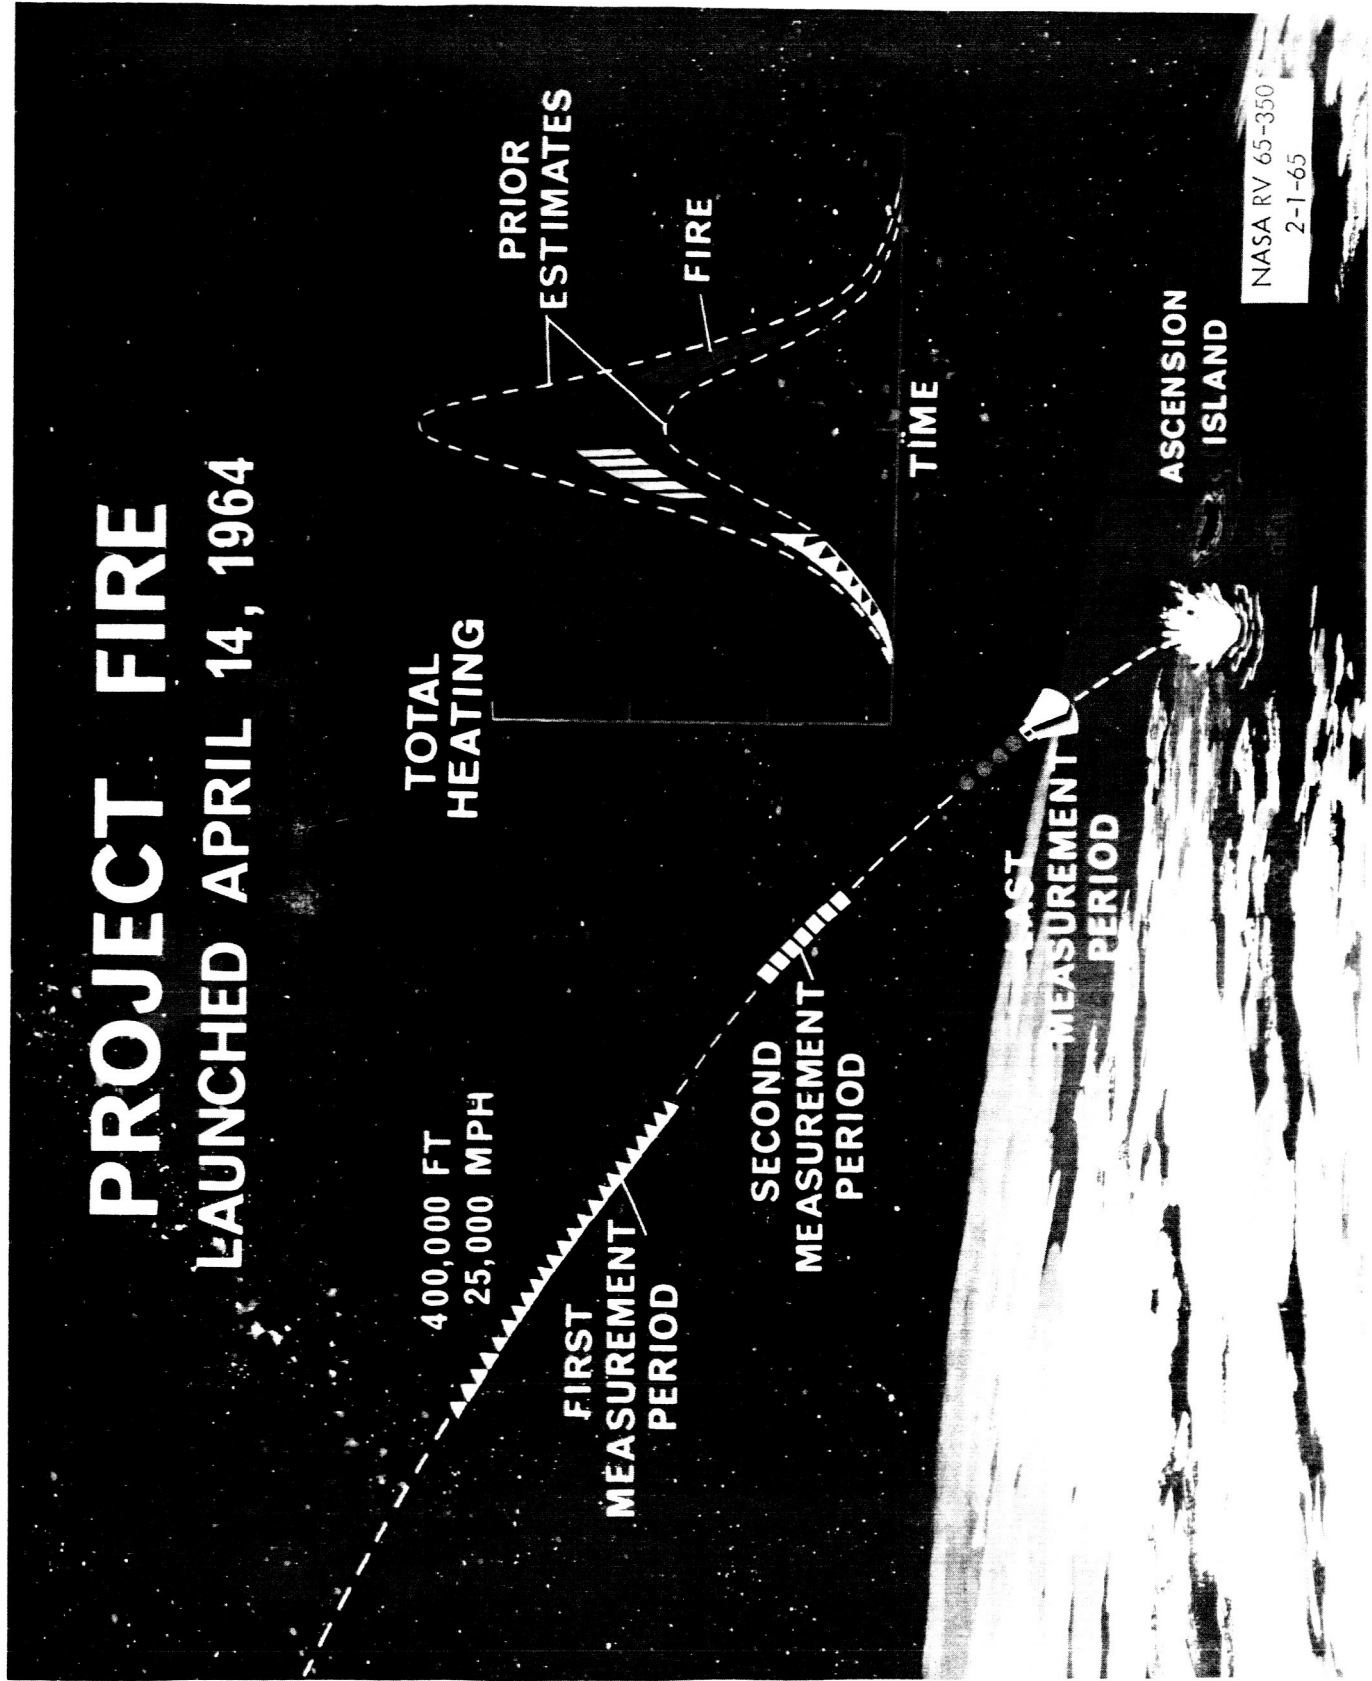 PROJECT FIRE
LAUNCHED APRIL 14, 1964
400,000 FT
25,000 MPH
FIRST
MEASUREMENT
PERIOD
SECOND
MEASUREMENT
PERIOD
LAST
MEASUREMENT
PERIOD
TOTAL
HEATING
PRIOR
ESTIMATES
FIRE
TIME
ASCENSION
ISLAND
NASA RV 65-350
2-1-65